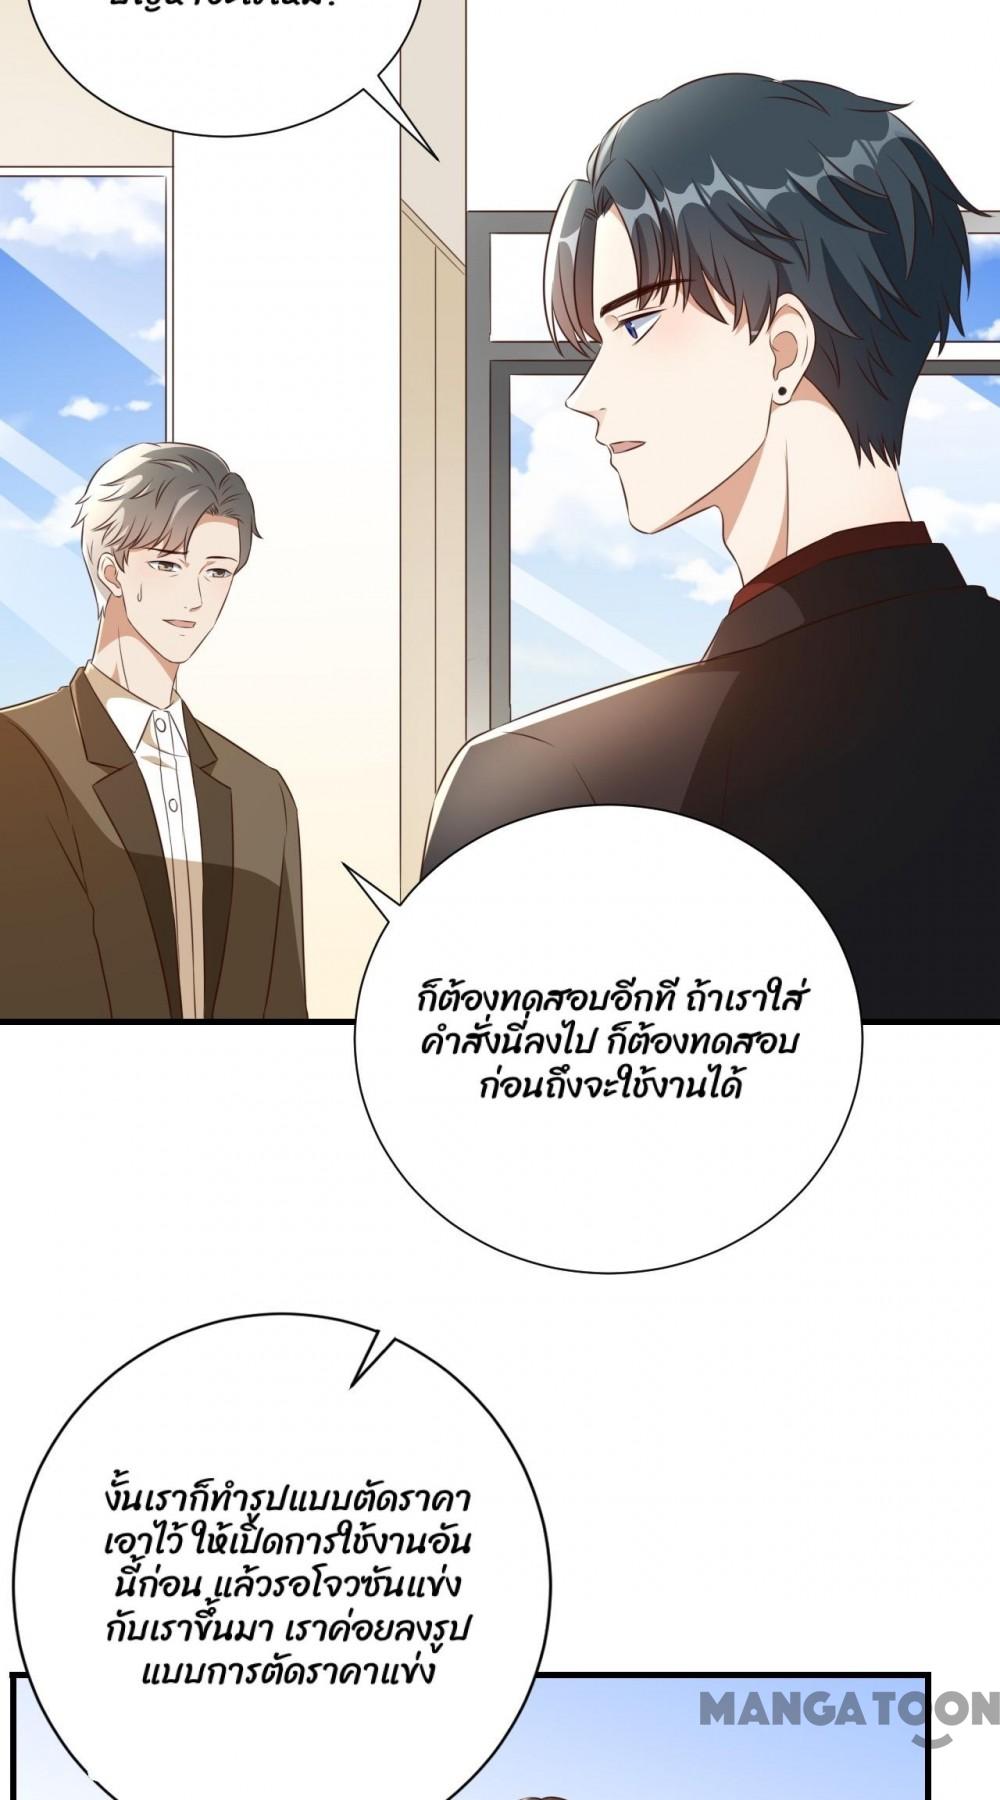 ก็ต้องทดสอบอีกที ถ้าเราใส่
คำสั่งนี่ลงไป ก็ต้องทดสอบ
ก่อนถึงจะใช้งานได้
งั้นเราก็ทำรูปแบบตัดราคา
เอาไว้ ให้เปิดการใช้งานอัน
นี้ก่อน แล้วรอโจวซันแข่ง
กับเราขึ้นมา เราค่อยลงรูป
แบบการตัดราคาแข่ง
MANGATOON